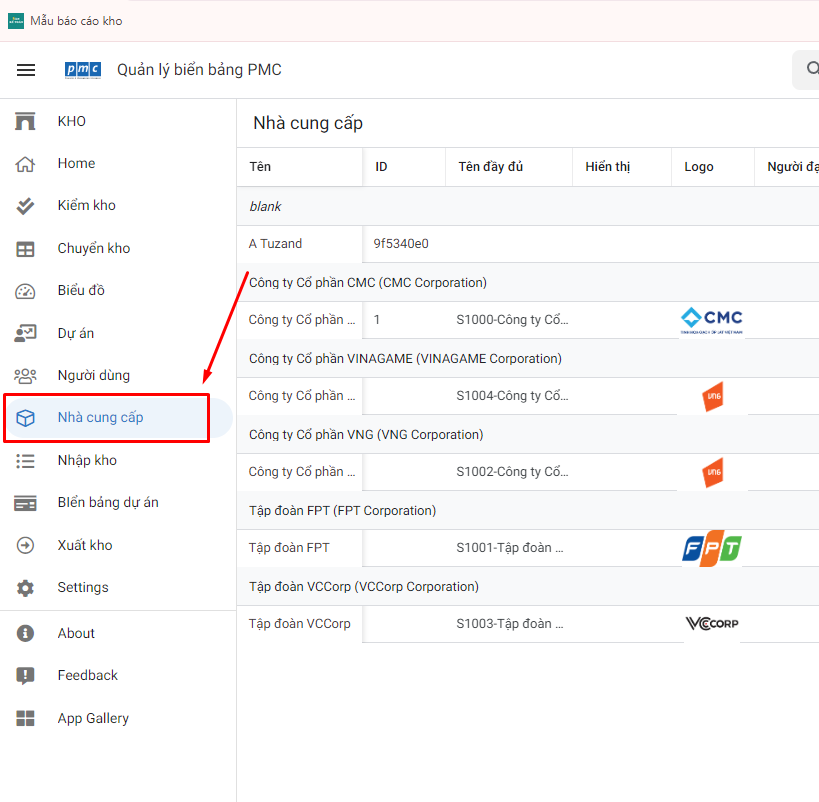 Mẫu báo cáo kho
pmc
Quản lý biển bảng PMC
KHO
Home
Kiểm kho
Chuyển kho
Biểu đồ
Dự án
Người dùng
Nhà cung cấp
Nhập kho
BIển bảng dự án
Xuất kho
Settings
About
Feedback
App Gallery
Nhà cung cấp
Tên ID Tên đầy đủ Hiển thị Logo Người đạ
blank
A Tuzand 9f5340e0
Công ty Cổ phần CMC (CMC Corporation)
Công ty Cổ phần ... 1 S1000-Công ty Cổ... CMC
Công ty Cổ phần VINAGAME (VINAGAME Corporation)
Công ty Cổ phần ... S1004-Công ty Cổ... VNG
Công ty Cổ phần VNG (VNG Corporation)
Công ty Cổ phần ... S1002-Công ty Cổ... VNG
Tập đoàn FPT (FPT Corporation)
Tập đoàn FPT S1001-Tập đoàn ... FPT
Tập đoàn VCCorp (VCCorp Corporation)
Tập đoàn VCCorp S1003-Tập đoàn ... VCCORP